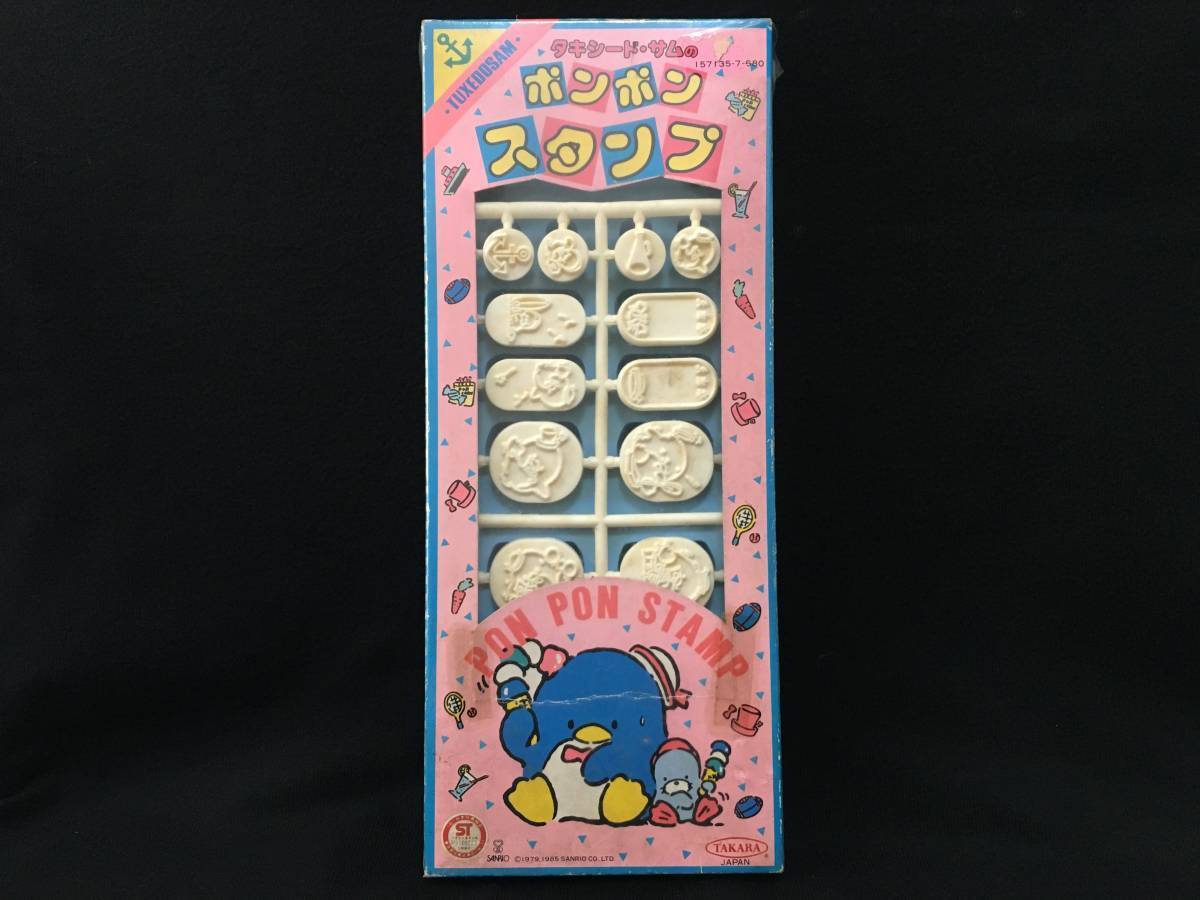 ・TUXEDOSAM・
タキシード・サムの
157135-7-680
ポンポン
スタンプ
PON PON STAMP
ST
SANRIO ©1979,1985 SANRIO CO.,LTD.
TAKARA
JAPAN